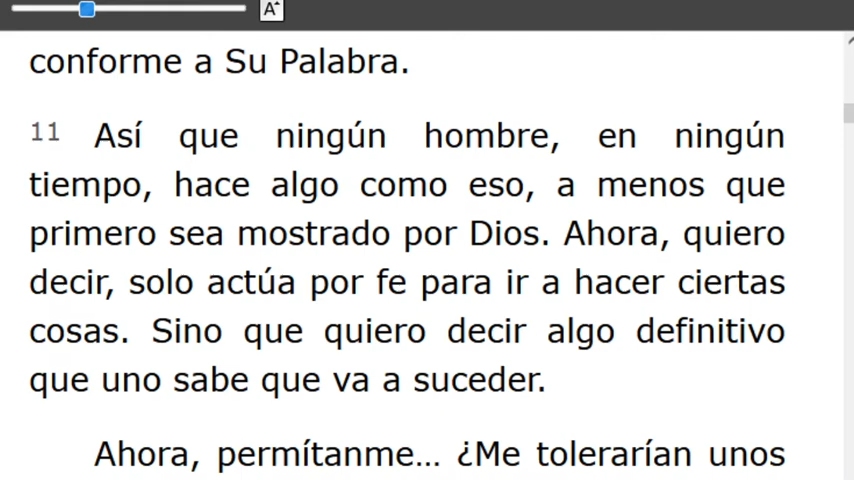 A
conforme a Su Palabra.
11 Así que ningún hombre, en ningún
tiempo, hace algo como eso, a menos que
primero sea mostrado por Dios. Ahora, quiero
decir, solo actúa por fe para ir a hacer ciertas
cosas. Sino que quiero decir algo definitivo
que uno sabe que va a suceder.
Ahora, permítanme... ¿Me tolerarían unos